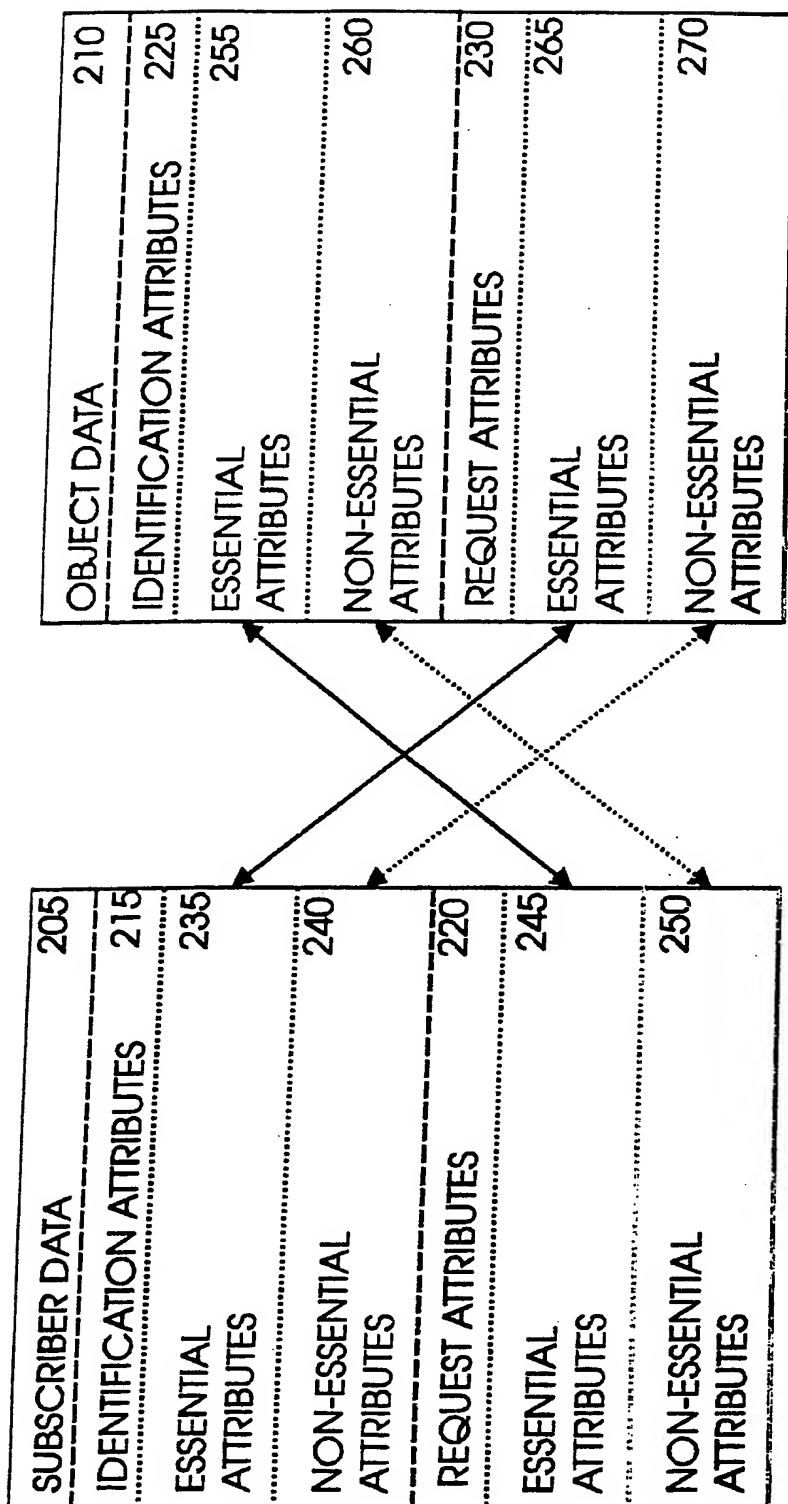 SUBSCRIBER DATA 205
IDENTIFICATION ATTRIBUTES 215
ESSENTIAL 235
ATTRIBUTES
NON-ESSENTIAL 240
ATTRIBUTES
REQUEST ATTRIBUTES 220
ESSENTIAL 245
ATTRIBUTES
NON-ESSENTIAL 250
ATTRIBUTES
OBJECT DATA 210
IDENTIFICATION ATTRIBUTES 225
ESSENTIAL 255
ATTRIBUTES
NON-ESSENTIAL 260
ATTRIBUTES
REQUEST ATTRIBUTES 230
ESSENTIAL 265
ATTRIBUTES
NON-ESSENTIAL 270
ATTRIBUTES